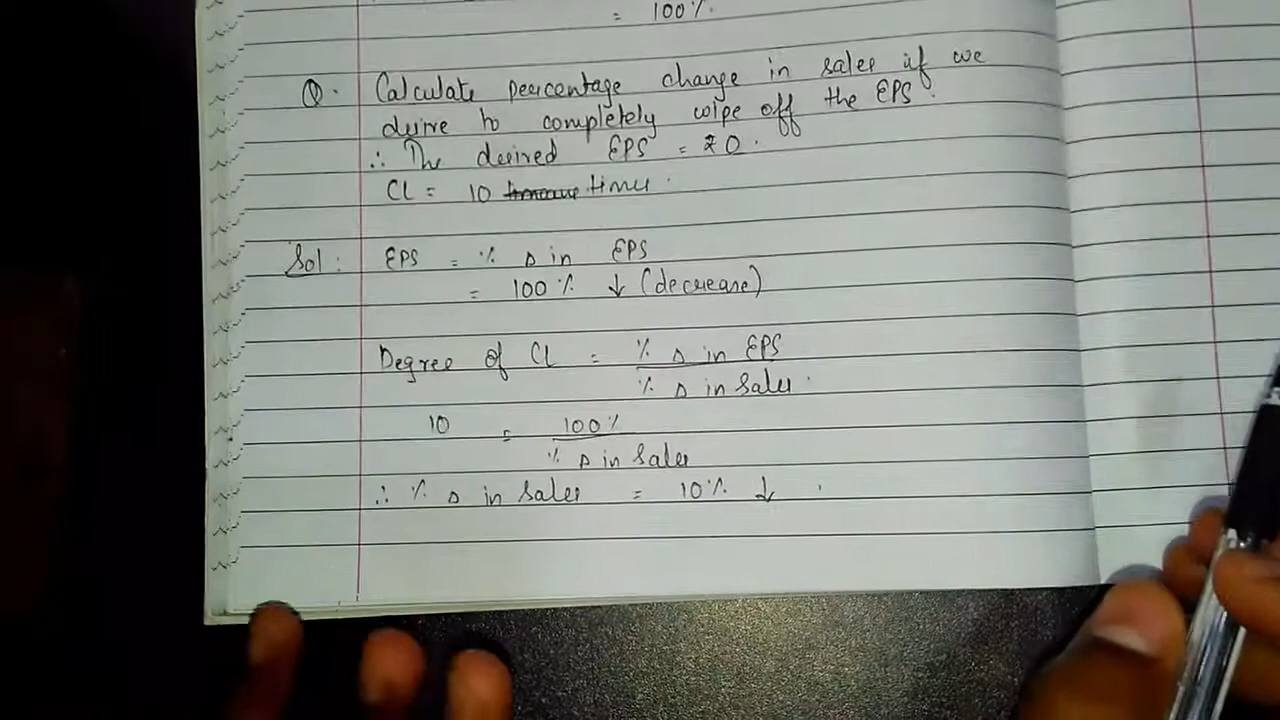 = 100%.
Q. Calculate percentage change in sales if we
desire to completely wipe off the EPS.
∴ The desired EPS = ₹0.
CL = 10 times.
Sol: EPS = % Δ in EPS
= 100% ↓ (decrease)
Degree of CL = % Δ in EPS
% Δ in Sales.
10 = 100%
% Δ in Sales
∴ % Δ in Sales = 10% ↓ .